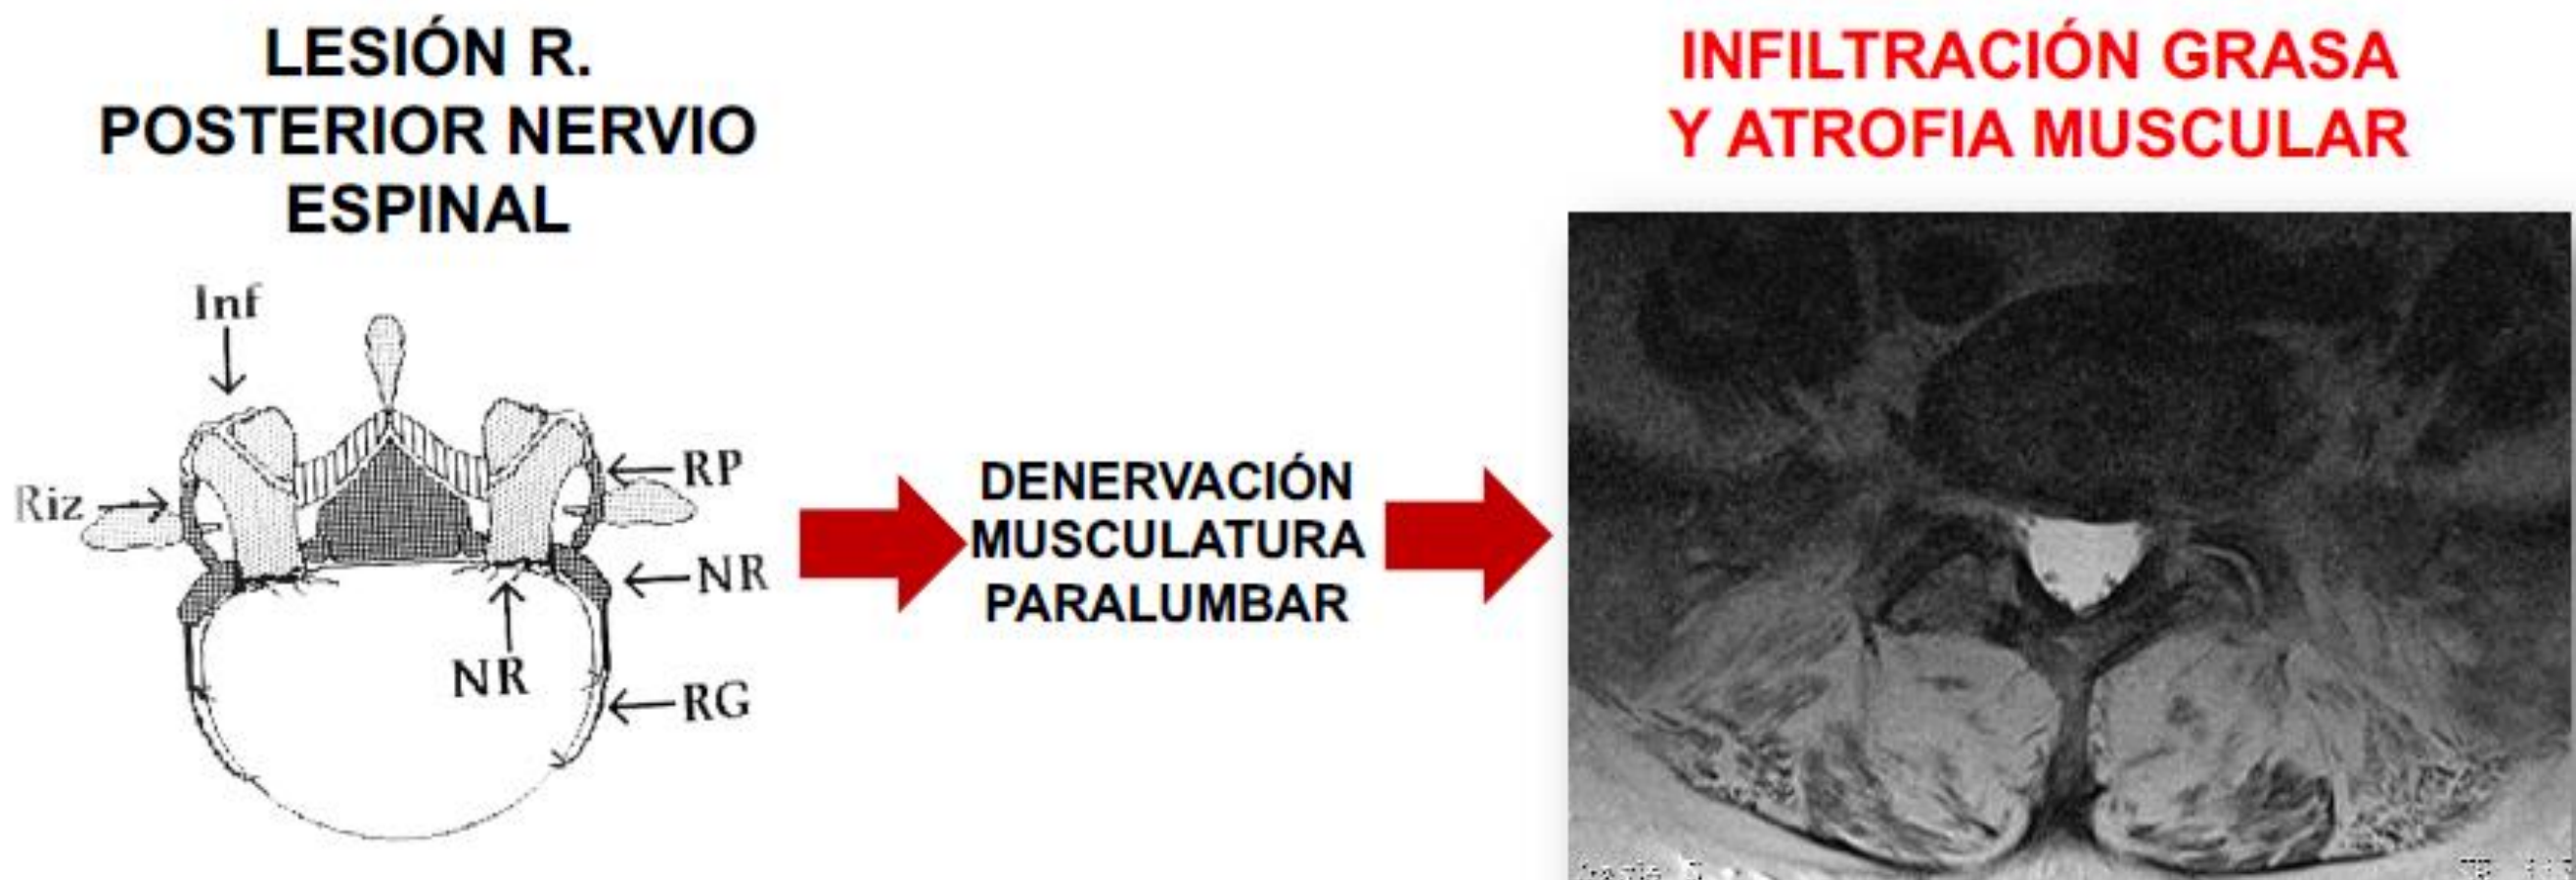 LESIÓN R.
POSTERIOR NERVIO
ESPINAL
Inf
Riz
RP
NR
NR
RG
DENERVACIÓN
MUSCULATURA
PARALUMBAR
INFILTRACIÓN GRASA
Y ATROFIA MUSCULAR